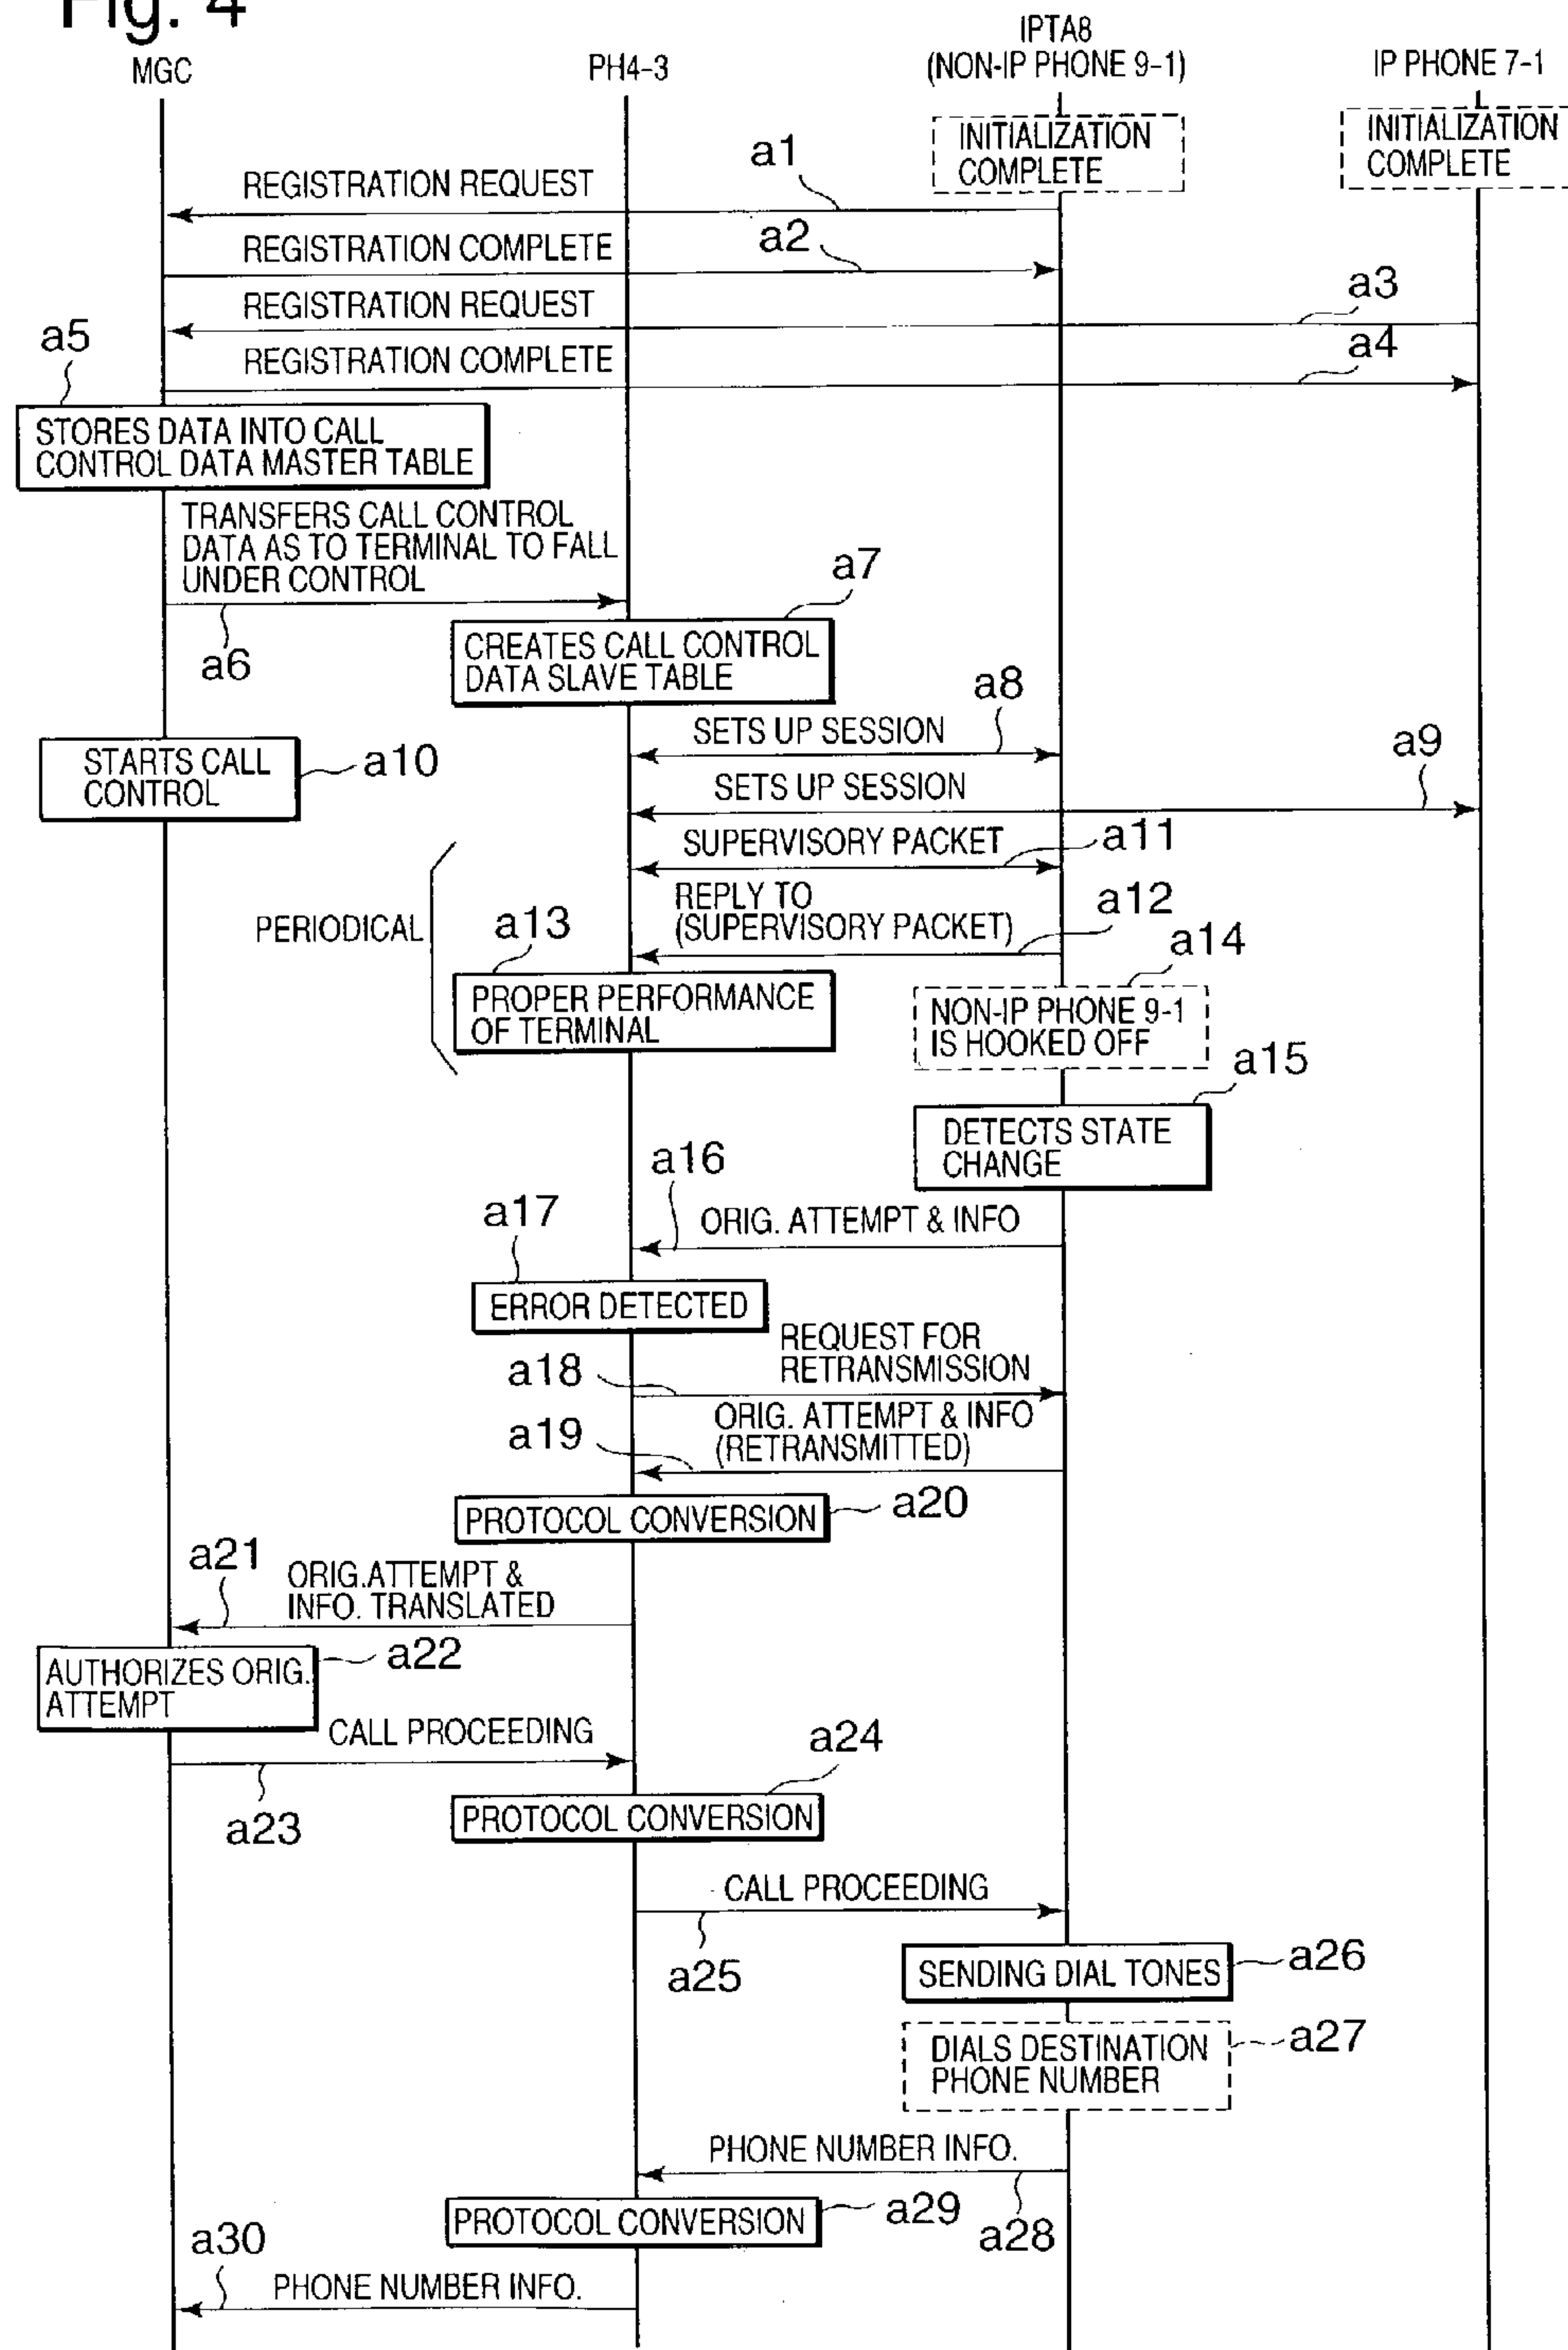 Fig. 4
MGC
PH4-3
IPTA8
(NON-IP PHONE 9-1)
IP PHONE 7-1
INITIALIZATION
COMPLETE
INITIALIZATION
COMPLETE
a1
REGISTRATION REQUEST
REGISTRATION COMPLETE
a2
REGISTRATION REQUEST
a3
a5
REGISTRATION COMPLETE
a4
STORES DATA INTO CALL
CONTROL DATA MASTER TABLE
TRANSFERS CALL CONTROL
DATA AS TO TERMINAL TO FALL
UNDER CONTROL
a6
a7
CREATES CALL CONTROL
DATA SLAVE TABLE
a8
SETS UP SESSION
STARTS CALL
CONTROL
a10
a9
SETS UP SESSION
SUPERVISORY PACKET
a11
PERIODICAL
REPLY TO
(SUPERVISORY PACKET)
a12
a13
PROPER PERFORMANCE
OF TERMINAL
a14
NON-IP PHONE 9-1
IS HOOKED OFF
a15
DETECTS STATE
CHANGE
a16
ORIG. ATTEMPT & INFO
a17
ERROR DETECTED
REQUEST FOR
RETRANSMISSION
a18
ORIG. ATTEMPT & INFO
(RETRANSMITTED)
a19
PROTOCOL CONVERSION
a20
a21
ORIG.ATTEMPT &
INFO. TRANSLATED
AUTHORIZES ORIG.
ATTEMPT
a22
CALL PROCEEDING
a23
a24
PROTOCOL CONVERSION
CALL PROCEEDING
a25
SENDING DIAL TONES
a26
DIALS DESTINATION
PHONE NUMBER
a27
PHONE NUMBER INFO.
a28
PROTOCOL CONVERSION
a29
a30
PHONE NUMBER INFO.